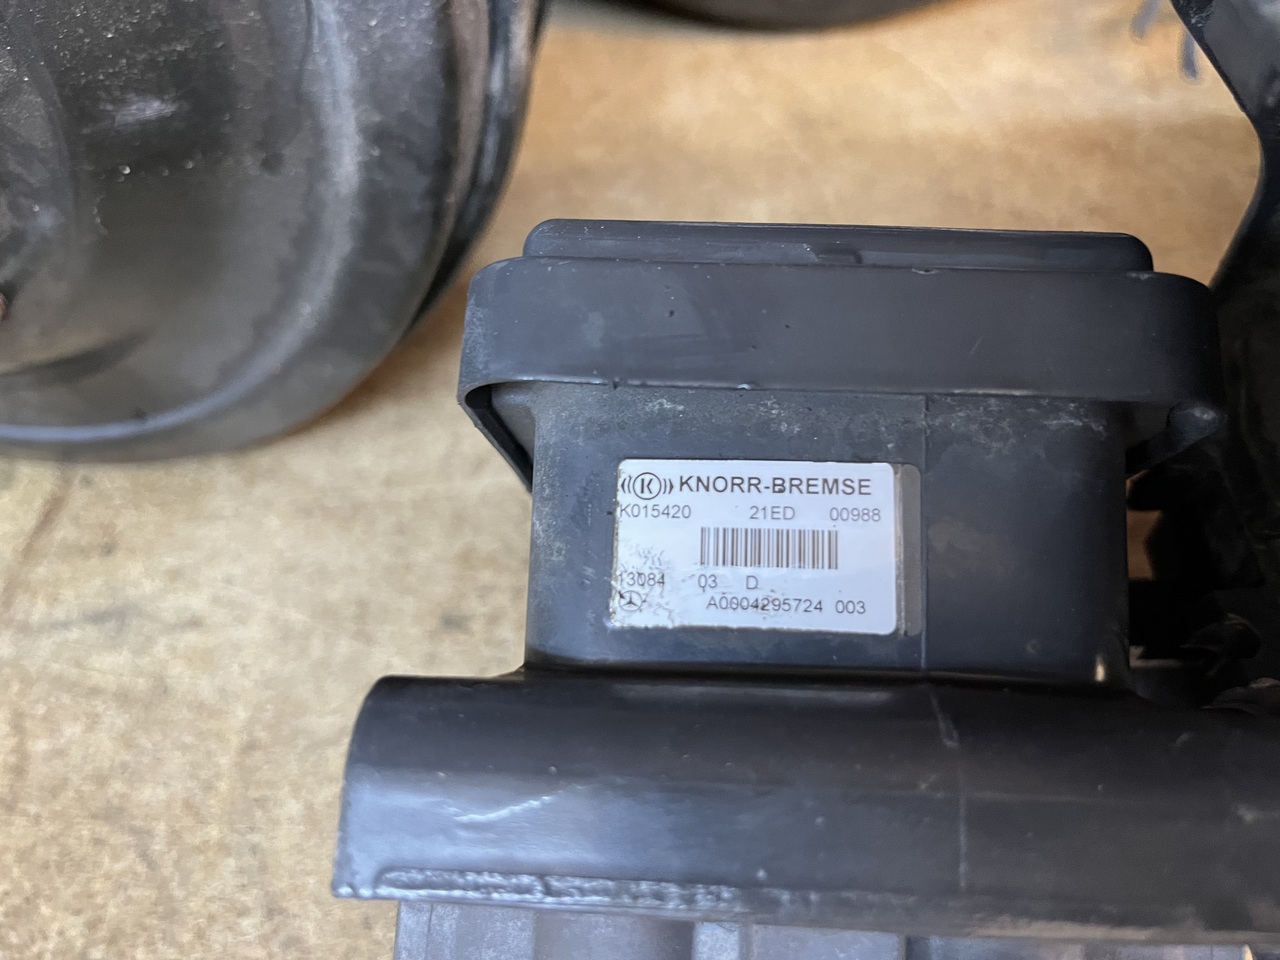 ((K)) KNORR-BREMSE
K015420 21ED 00988
13084 03 D
A0004295724 003